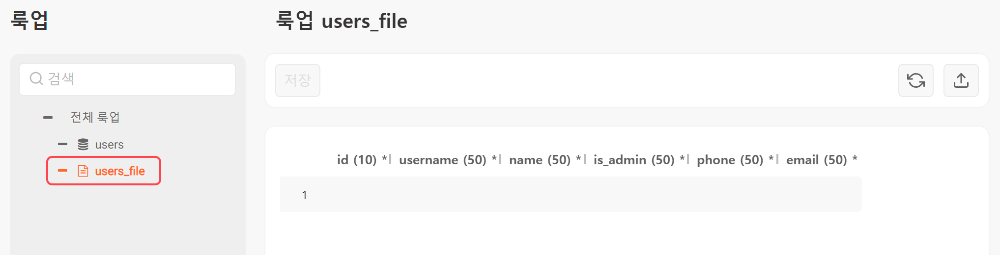 룩업
검색
전체 룩업
users
users_file
룩업 users_file
저장
id (10) * username (50) * name (50) * is_admin (50) * phone (50) * email (50) *
1